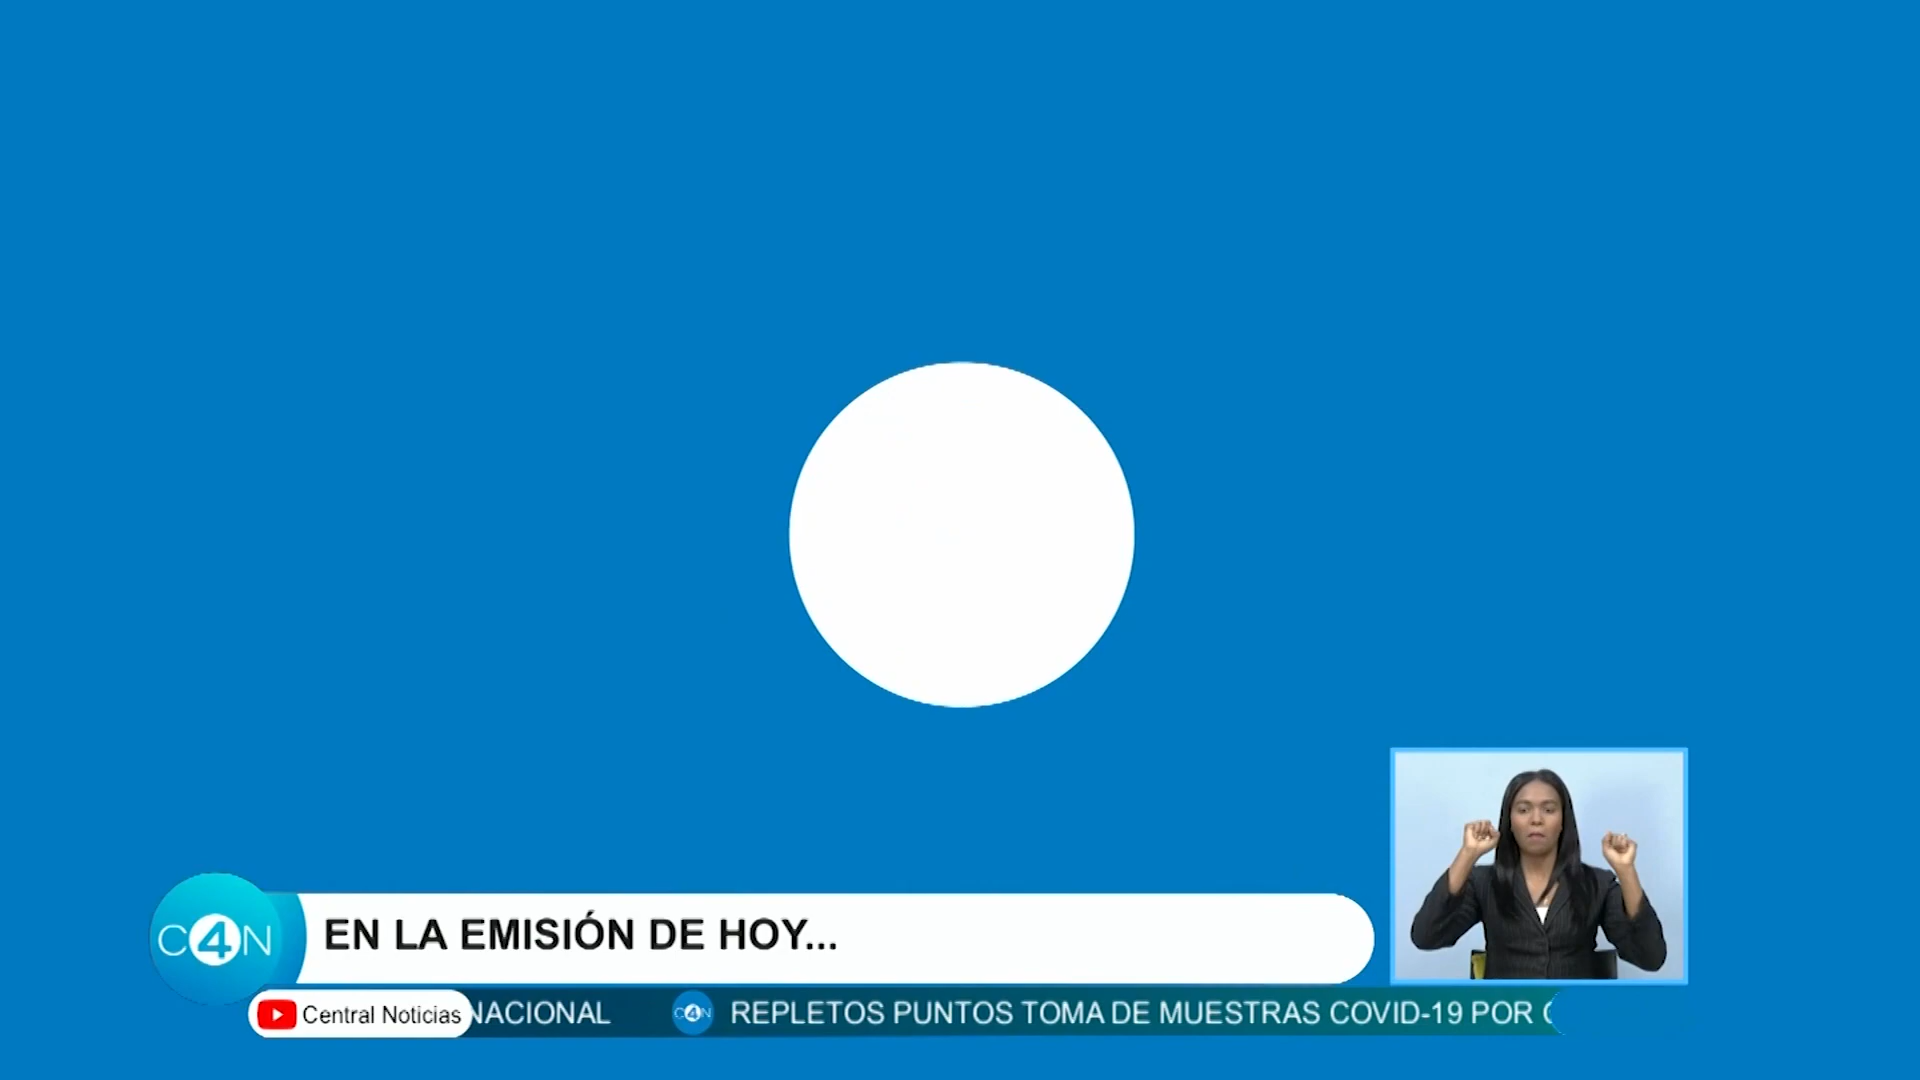 C4N
EN LA EMISIÓN DE HOY...
Central Noticias
NACIONAL C4N REPLETOS PUNTOS TOMA DE MUESTRAS COVID-19 POR